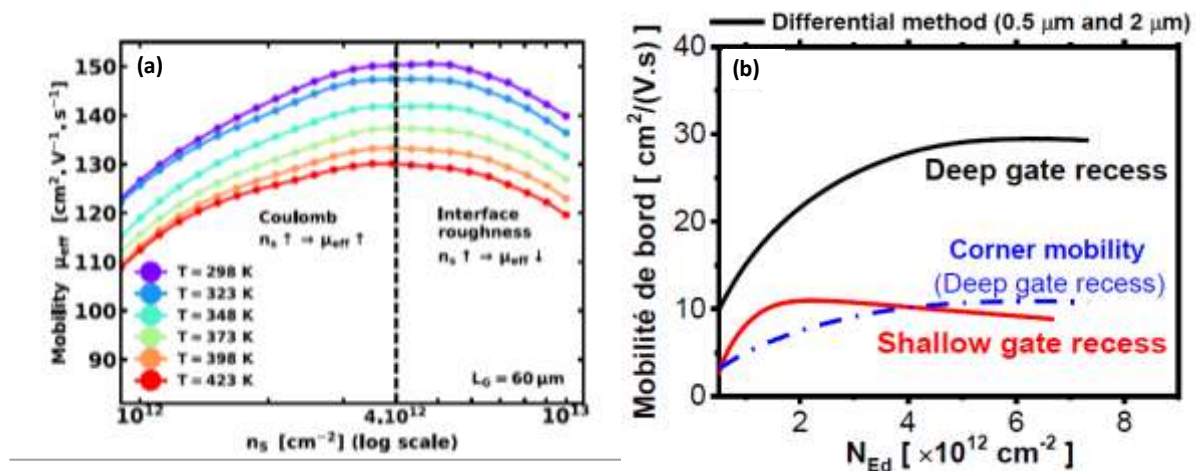 (a)
150
140
130
120
110
100
90
Mobility μeff [cm², V⁻¹, s⁻¹]
Coulomb
ns ↑ ⇒ μeff ↑
Interface
roughness
ns ↑ ⇒ μeff ↓
T = 298 K
T = 323 K
T = 348 K
T = 373 K
T = 398 K
T = 423 K
LG = 60 μm
10¹² 4.10¹² 10¹³
nS [cm⁻²] (log scale)
Differential method (0.5 μm and 2 μm)
(b)
40
30
20
10
0
Mobilité de bord [ cm²/(V.s) ]
Deep gate recess
Corner mobility
(Deep gate recess)
Shallow gate recess
2 4 6 8
NEd [ ×10¹² cm⁻² ]